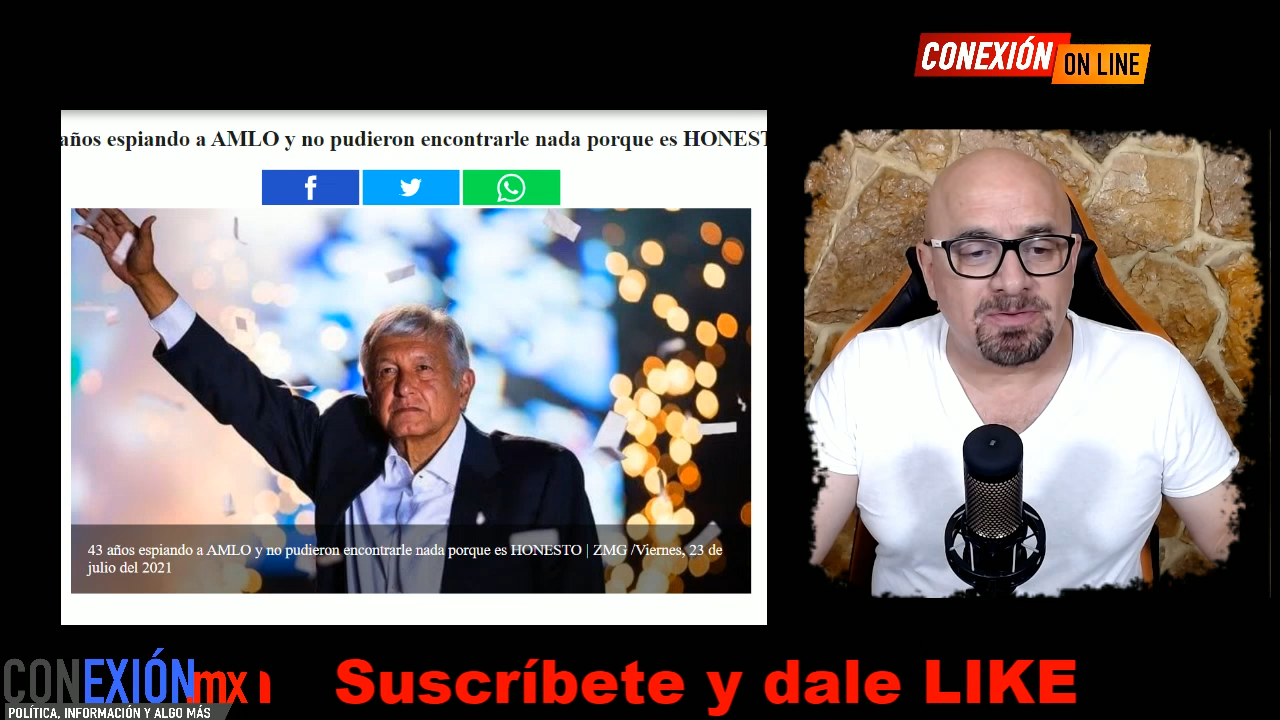 CONEXIÓN
ON LINE
años espiando a AMLO y no pudieron encontrarle nada porque es HONEST
43 años espiando a AMLO y no pudieron encontrarle nada porque es HONESTO | ZMG /Viernes, 23 de
julio del 2021
CONEXIÓN.mx
Suscríbete y dale LIKE
POLÍTICA, INFORMACIÓN Y ALGO MÁS